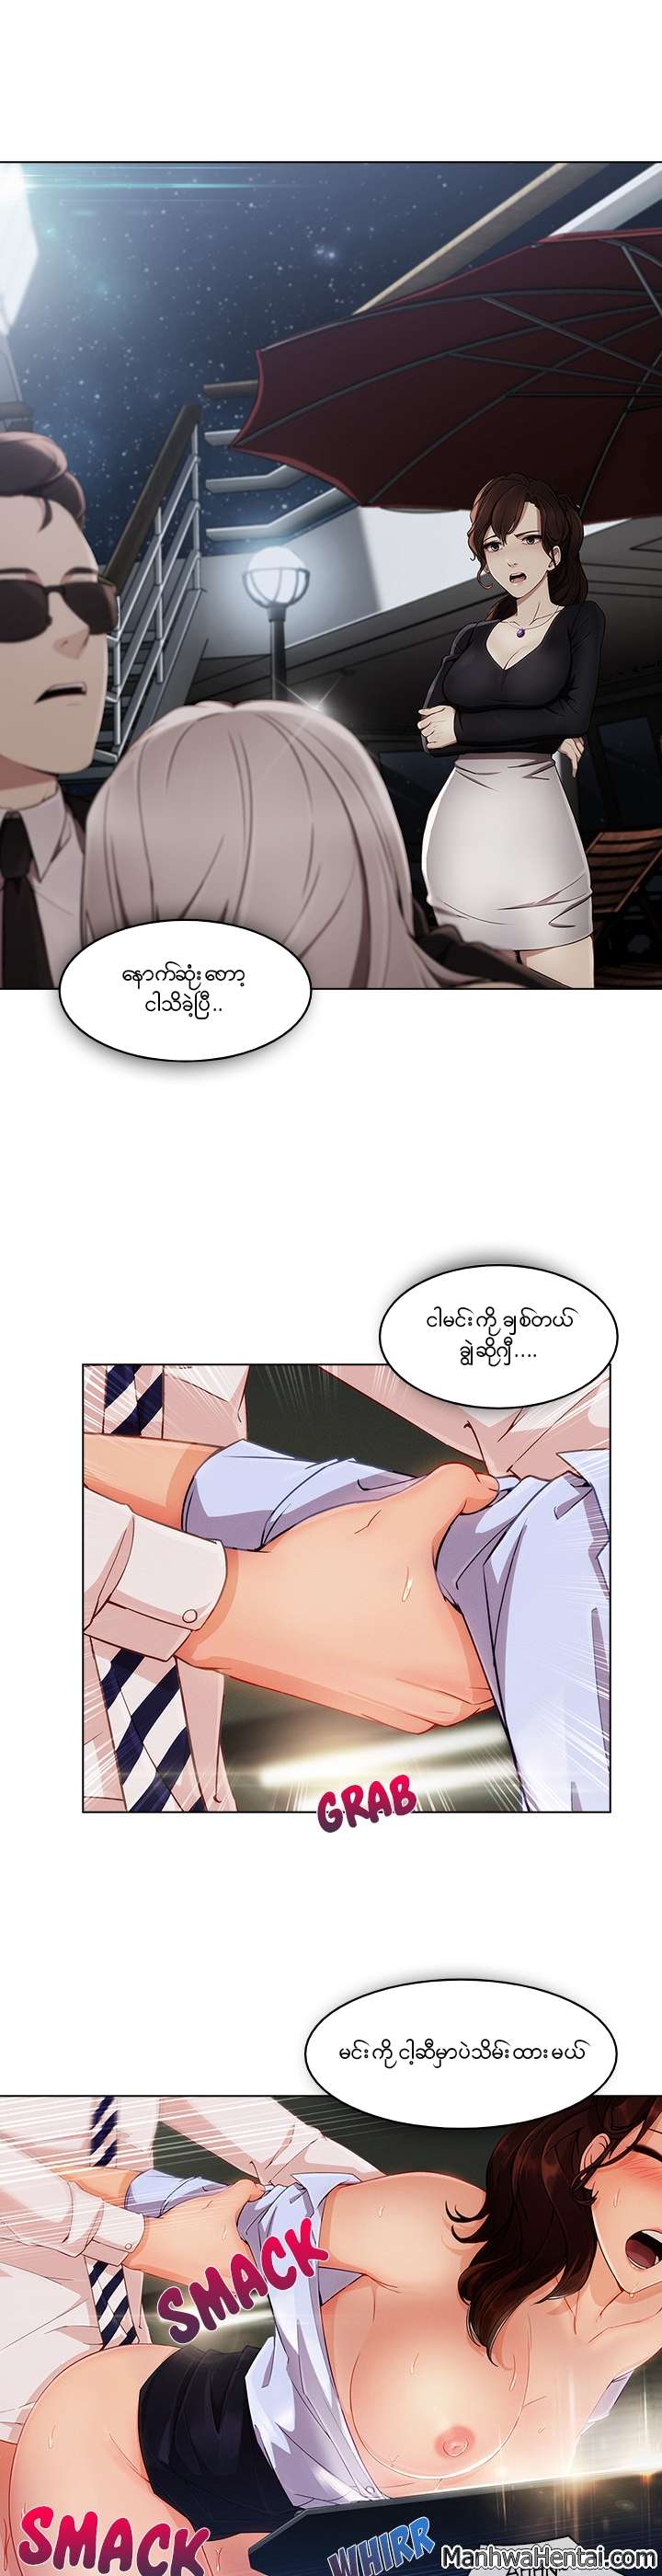 နောက်ဆုံးတော့
ငါသိခဲ့ပြီ..
ငါမင်းကို ချစ်တယ်
ချွဲဆိုဂျီ....
GRAB
မင်းကို ငါ့ဆီမှာပဲသိမ်းထားမယ်
SMACK
SMACK
WHIRR
ManhwaHentai.com